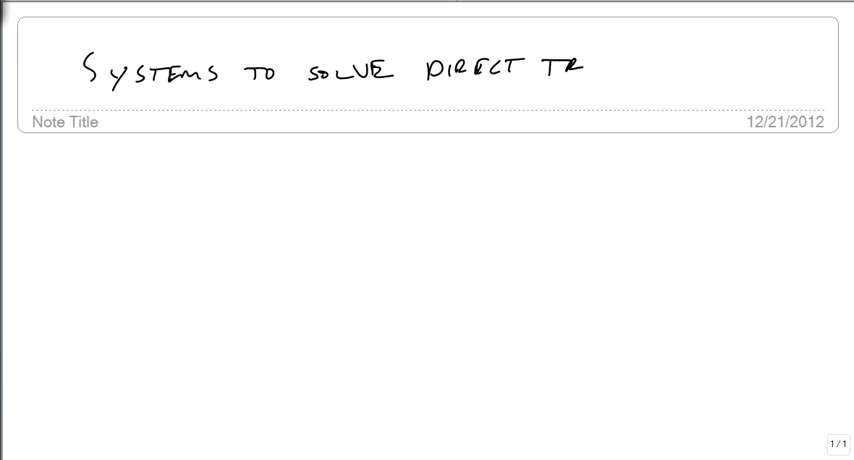 SYSTEMS TO SOLVE DIRECT TR
Note Title 12/21/2012
1 / 1